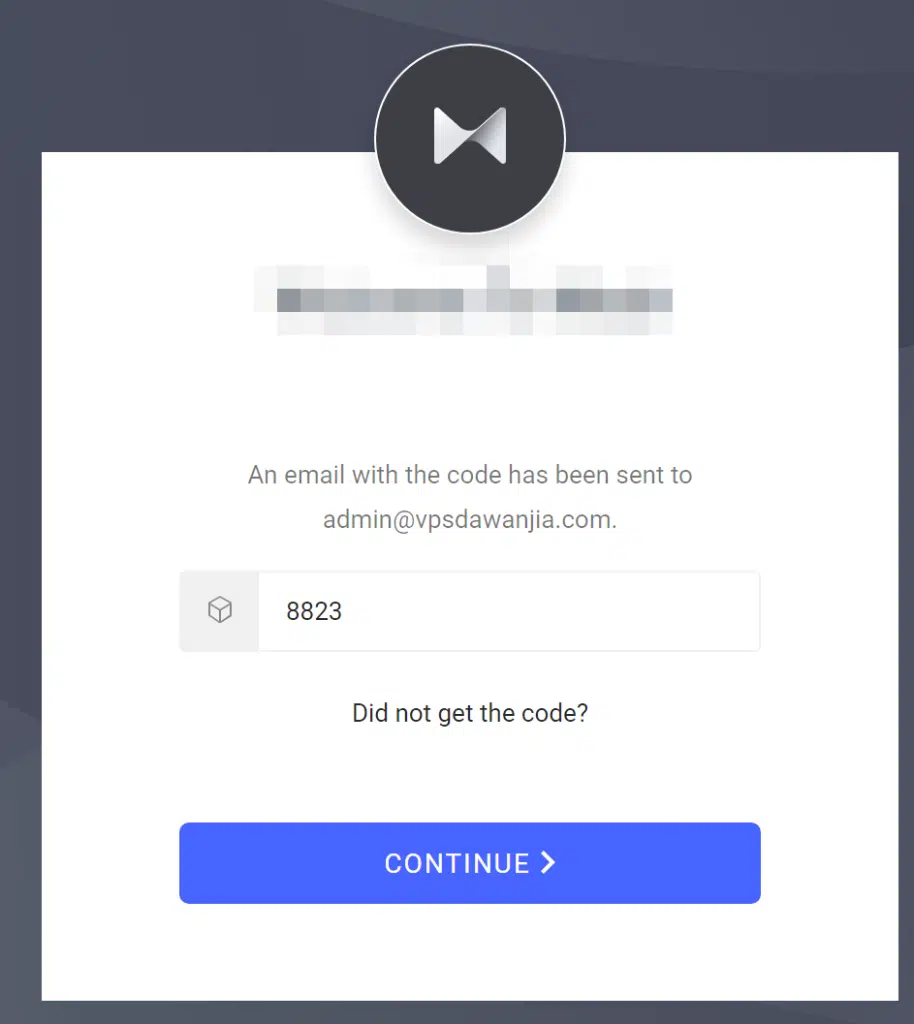 An email with the code has been sent to
admin@vpsdawanjia.com.
8823
Did not get the code?
CONTINUE